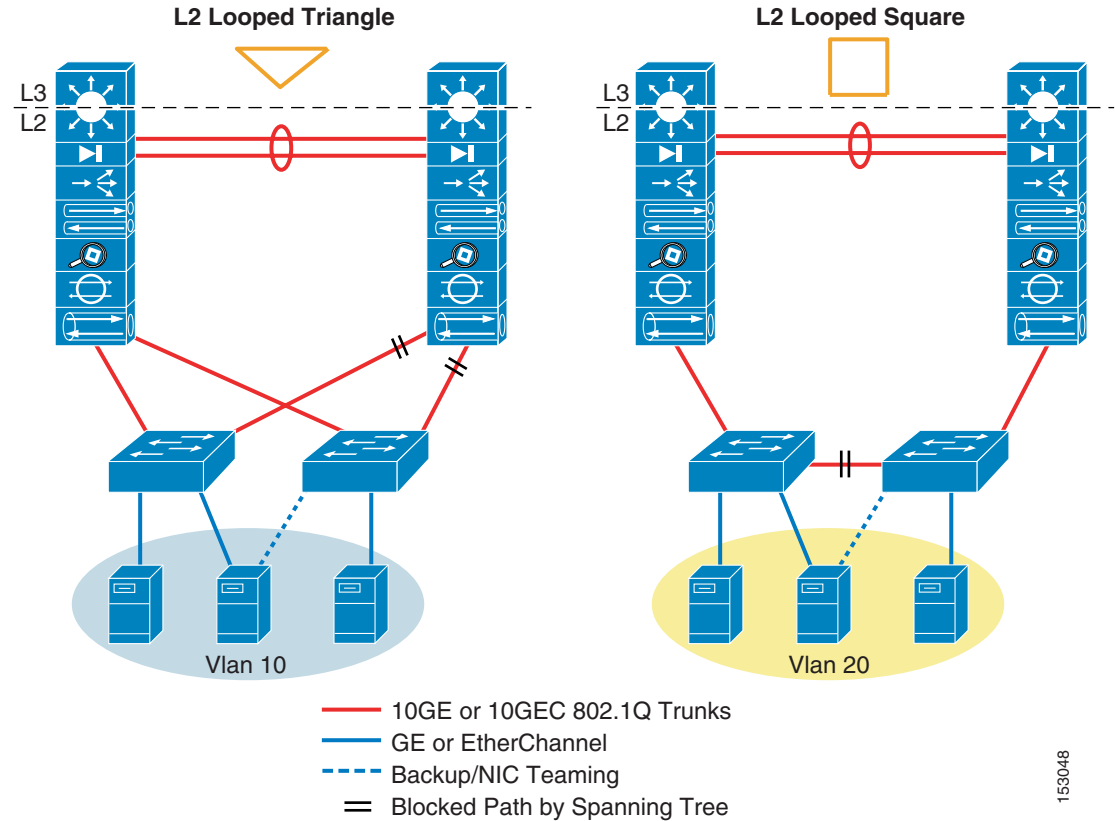 L2 Looped Triangle
L2 Looped Square
L3
L2
L3
L2
Vlan 10
Vlan 20
10GE or 10GEC 802.1Q Trunks
GE or EtherChannel
Backup/NIC Teaming
Blocked Path by Spanning Tree
153048